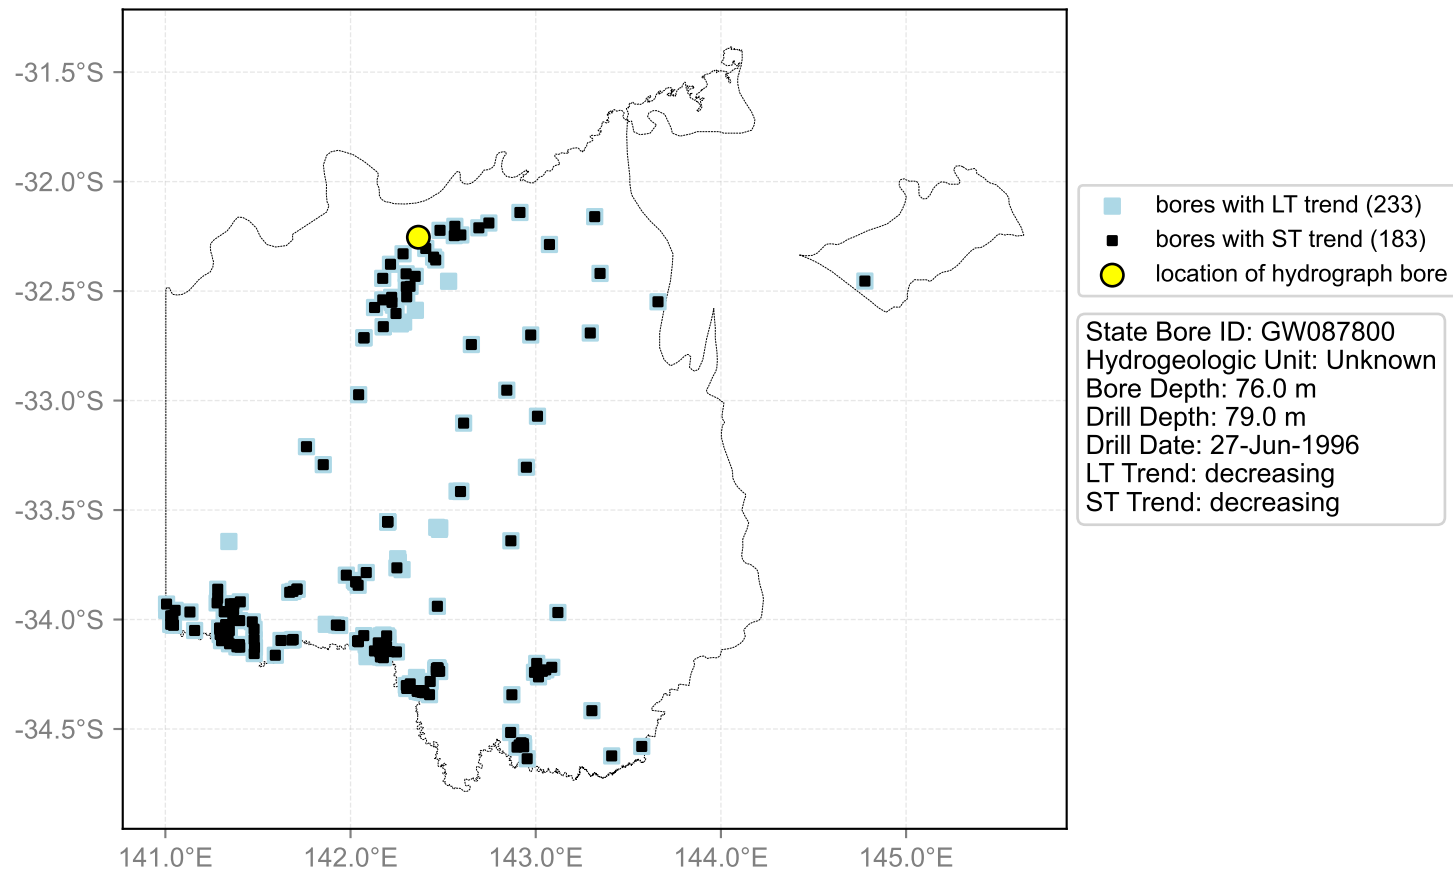 -31.5°S
-32.0°S
-32.5°S
-33.0°S
-33.5°S
-34.0°S
-34.5°S
141.0°E
142.0°E
143.0°E
144.0°E
145.0°E
bores with LT trend (233)
bores with ST trend (183)
location of hydrograph bore
State Bore ID: GW087800
Hydrogeologic Unit: Unknown
Bore Depth: 76.0 m
Drill Depth: 79.0 m
Drill Date: 27-Jun-1996
LT Trend: decreasing
ST Trend: decreasing